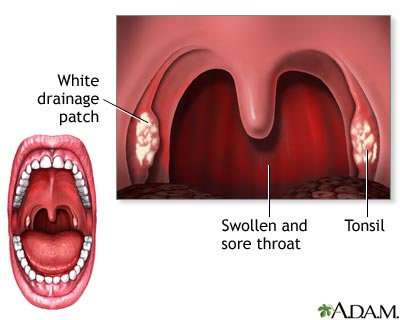 White
drainage
patch
Swollen and
sore throat
Tonsil
A.D.A.M.